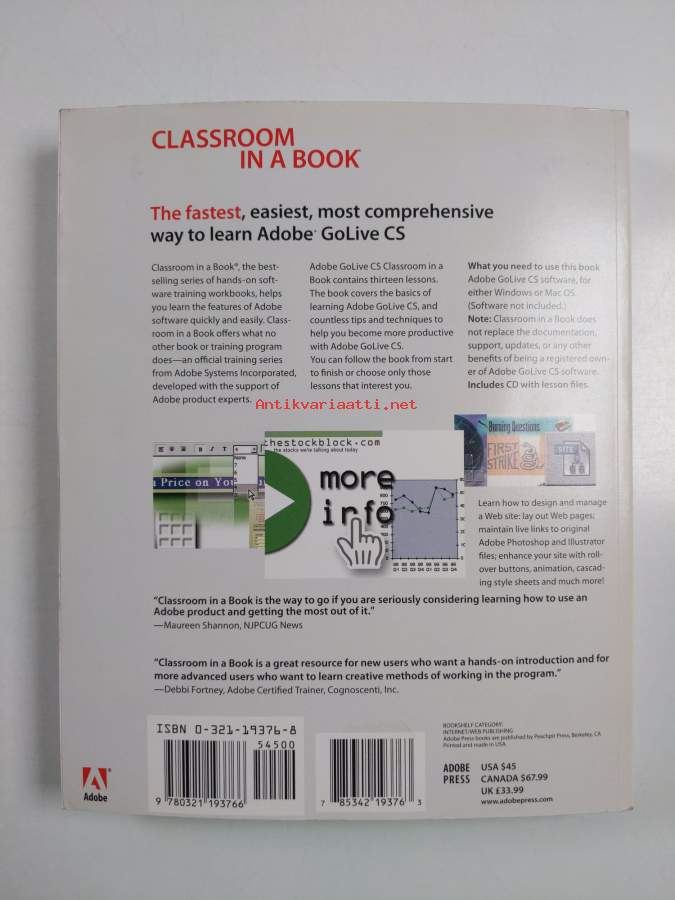 CLASSROOM
IN A BOOK
The fastest, easiest, most comprehensive
way to learn Adobe® GoLive CS
Classroom in a Book®, the best-
selling series of hands-on soft-
ware training workbooks, helps
you learn the features of Adobe
software quickly and easily. Class-
room in a Book offers what no
other book or training program
does—an official training series
from Adobe Systems Incorporated,
developed with the support of
Adobe product experts.
Adobe GoLive CS Classroom in a
Book contains thirteen lessons.
The book covers the basics of
learning Adobe GoLive CS, and
countless tips and techniques to
help you become more productive
with Adobe GoLive CS.
You can follow the book from start
to finish or choose only those
lessons that interest you.
What you need to use this book
Adobe GoLive CS software, for
either Windows or Mac OS.
(Software not included.)
Note: Classroom in a Book does
not replace the documentation,
support, updates, or any other
benefits of being a registered own-
er of Adobe GoLive CS software.
Includes CD with lesson files.
Antikvariaatti.net
B I T
None
Price on You
thestockblock.com
the stocks we're talking about today
more
info
Burning Questions
FIRST
STRIKE
SITE
Learn how to design and manage
a Web site: lay out Web pages;
maintain live links to original
Adobe Photoshop and Illustrator
files; enhance your site with roll-
over buttons, animation, cascad-
ing style sheets and much more!
“Classroom in a Book is the way to go if you are seriously considering learning how to use an
Adobe product and getting the most out of it.”
—Maureen Shannon, NJPCUG News
“Classroom in a Book is a great resource for new users who want a hands-on introduction and for
more advanced users who want to learn creative methods of working in the program.”
—Debbi Fortney, Adobe Certified Trainer, Cognoscenti, Inc.
ISBN 0-321-19376-8
54500
9 780321 193766
7 85342 19376 3
BOOKSHELF CATEGORY:
INTERNET/WEB PUBLISHING
Adobe Press books are published by Peachpit Press, Berkeley, CA
Printed and made in USA
Adobe
ADOBE
PRESS
USA $45
CANADA $67.99
UK £33.99
www.adobepress.com